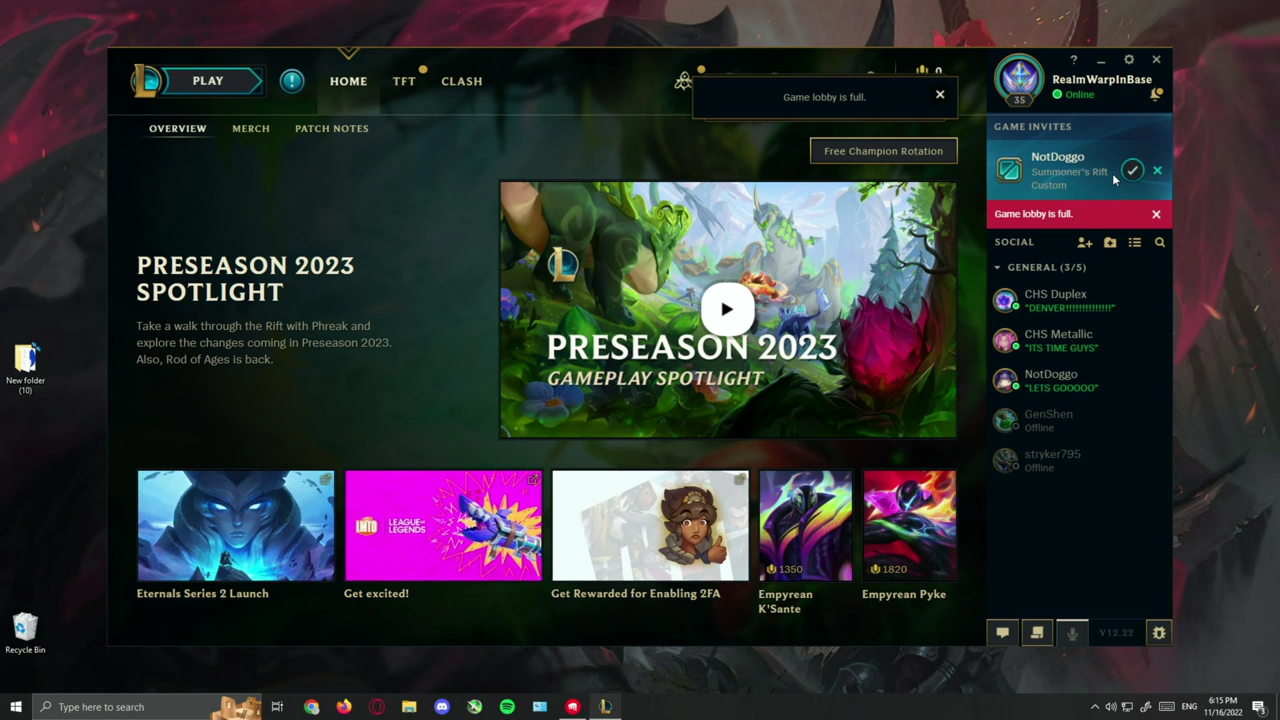 PLAY
HOME
TFT
CLASH
0
Game lobby is full.
?
35
RealmWarpInBase
Online
OVERVIEW
MERCH
PATCH NOTES
Free Champion Rotation
GAME INVITES
NotDoggo
Summoner's Rift
Custom
Game lobby is full.
SOCIAL
GENERAL (3/5)
CHS Duplex
"DENVER!!!!!!!!!!!!!!"
CHS Metallic
"ITS TIME GUYS"
NotDoggo
"LETS GOOOOO"
GenShen
Offline
stryker795
Offline
PRESEASON 2023
SPOTLIGHT
Take a walk through the Rift with Phreak and
explore the changes coming in Preseason 2023.
Also, Rod of Ages is back.
PRESEASON 2023
GAMEPLAY SPOTLIGHT
LMTD
LEAGUE OF
LEGENDS
1350
1820
Eternals Series 2 Launch
Get excited!
Get Rewarded for Enabling 2FA
Empyrean
K'Sante
Empyrean Pyke
V12.22
New folder
(10)
Recycle Bin
Type here to search
ENG
6:15 PM
11/16/2022
3